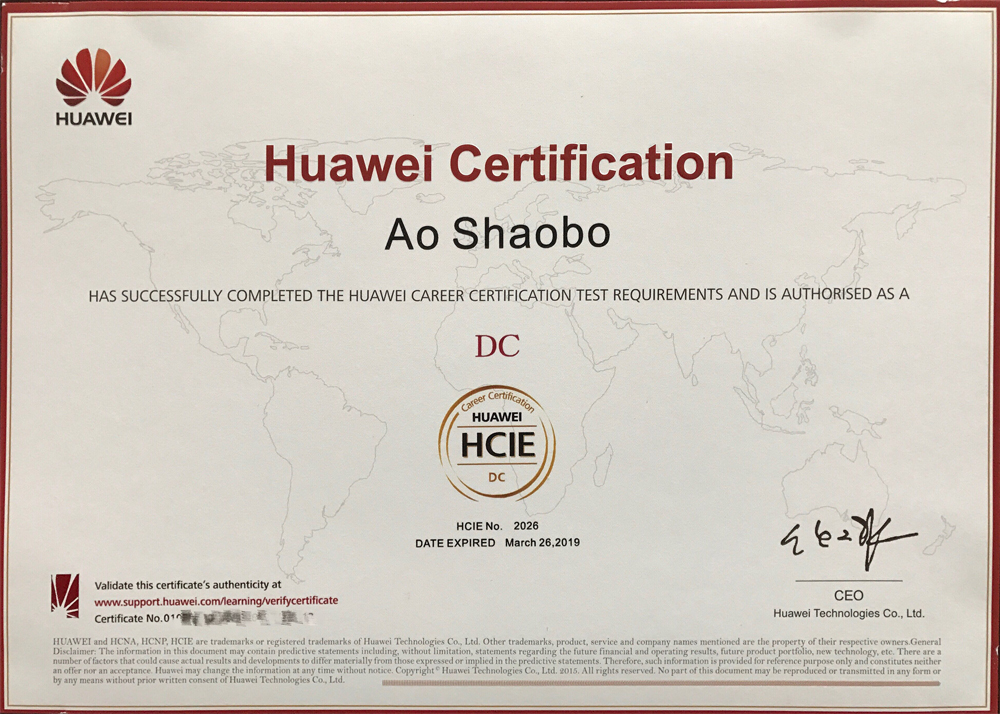 HUAWEI
Huawei Certification
Ao Shaobo
HAS SUCCESSFULLY COMPLETED THE HUAWEI CAREER CERTIFICATION TEST REQUIREMENTS AND IS AUTHORISED AS A
DC
Career Certification
HUAWEI
HCIE
DC
HCIE No. 2026
DATE EXPIRED March 26,2019
CEO
Huawei Technologies Co., Ltd.
Validate this certificate's authenticity at
www.support.huawei.com/learning/verifycertificate
Certificate No.010
HUAWEI and HCNA, HCNP, HCIE are trademarks or registered trademarks of Huawei Technologies Co., Ltd. Other trademarks, product, service and company names mentioned are the property of their respective owners.General
Disclaimer: The information in this document may contain predictive statements including, without limitation, statements regarding the future financial and operating results, future product portfolio, new technology, etc. There are a
number of factors that could cause actual results and developments to differ materially from those expressed or implied in the predictive statements. Therefore, such information is provided for reference purpose only and constitutes neither
an offer nor an acceptance. Huawei may change the information at any time without notice. Copyright © Huawei Technologies Co., Ltd. 2015. All rights reserved. No part of this document may be reproduced or transmitted in any form or
by any means without prior written consent of Huawei Technologies Co., Ltd.